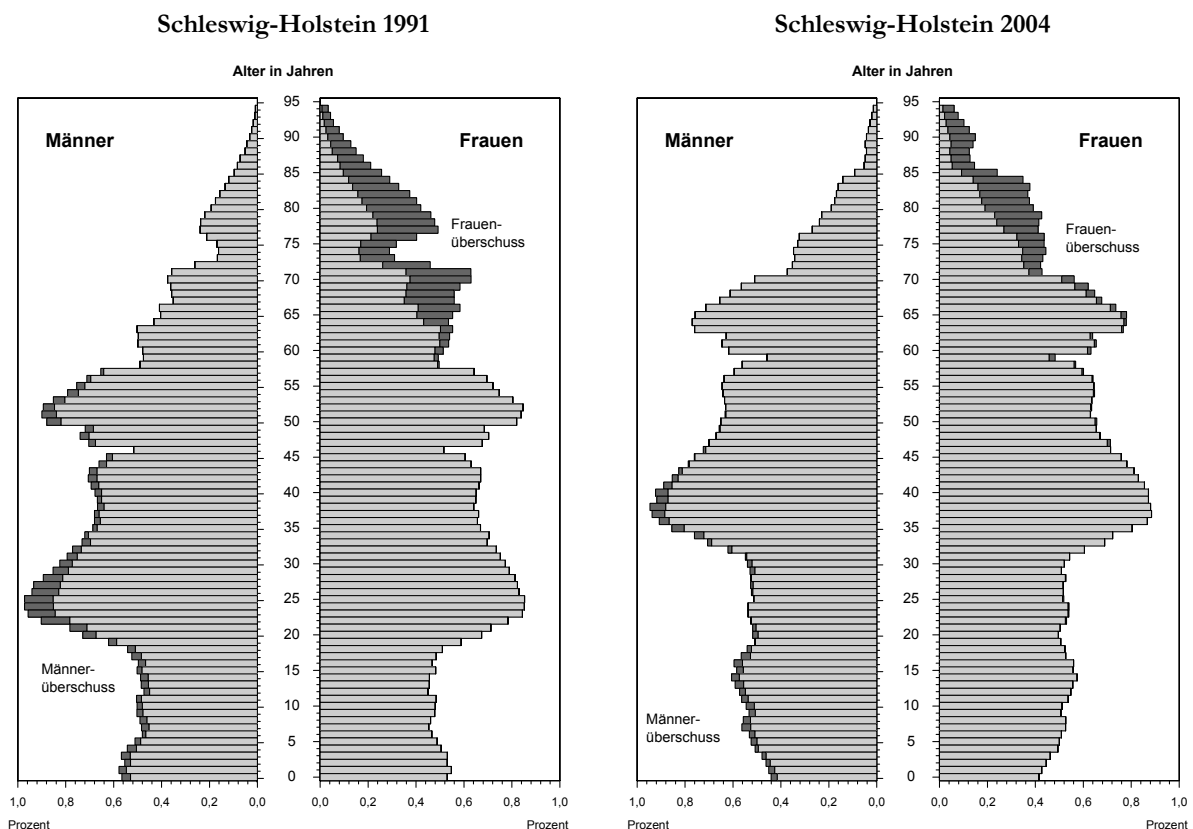 Schleswig-Holstein 1991
Alter in Jahren
Männer
Frauen
95
90
85
80
75
70
65
60
55
50
45
40
35
30
25
20
15
10
5
0
Frauen-
überschuss
Männer-
überschuss
1,0 0,8 0,6 0,4 0,2 0,0
0,0 0,2 0,4 0,6 0,8 1,0
Prozent
Prozent
Schleswig-Holstein 2004
Alter in Jahren
Männer
Frauen
95
90
85
80
75
70
65
60
55
50
45
40
35
30
25
20
15
10
5
0
Frauen-
überschuss
Männer-
überschuss
1,0 0,8 0,6 0,4 0,2 0,0
0,0 0,2 0,4 0,6 0,8 1,0
Prozent
Prozent